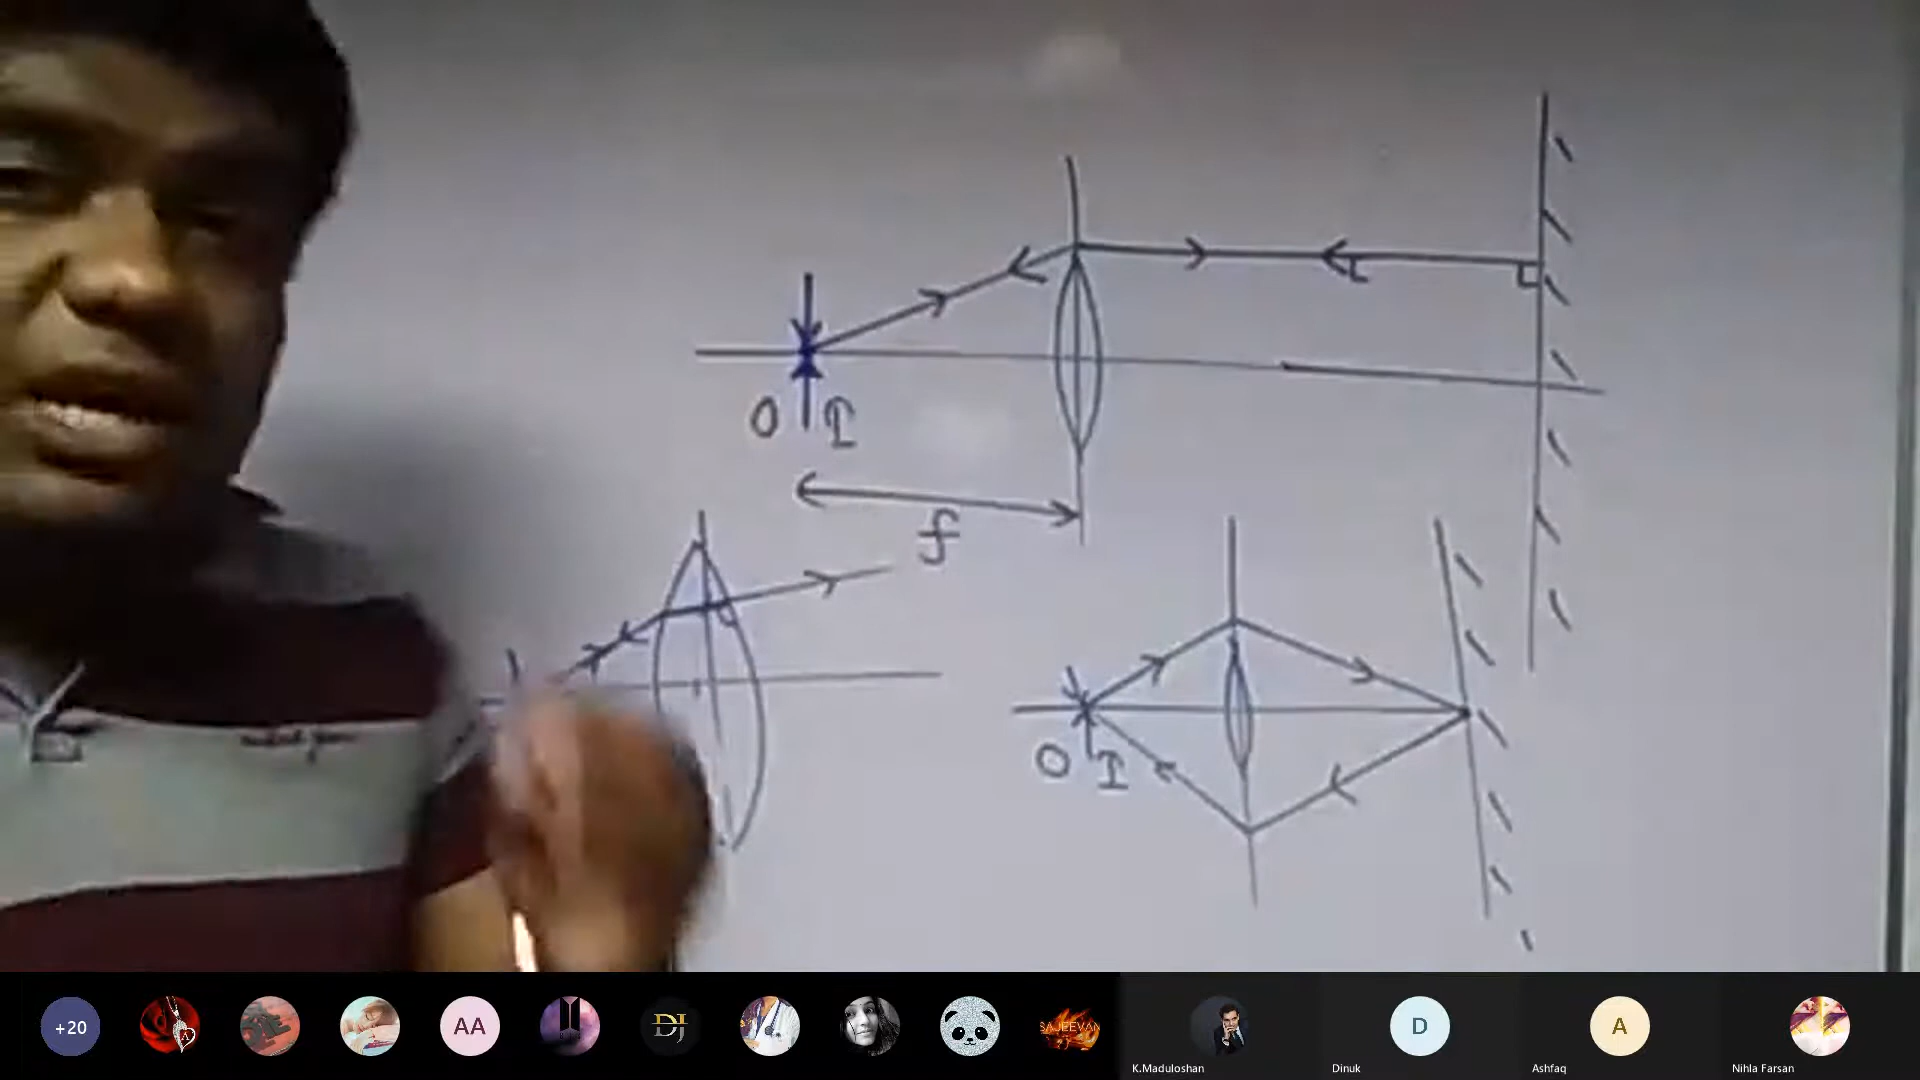 O I
f
O I
+20
A
AA
DJ
SAJEEVAN
D
A
K.Maduloshan
Dinuk
Ashfaq
Nihla Farsan